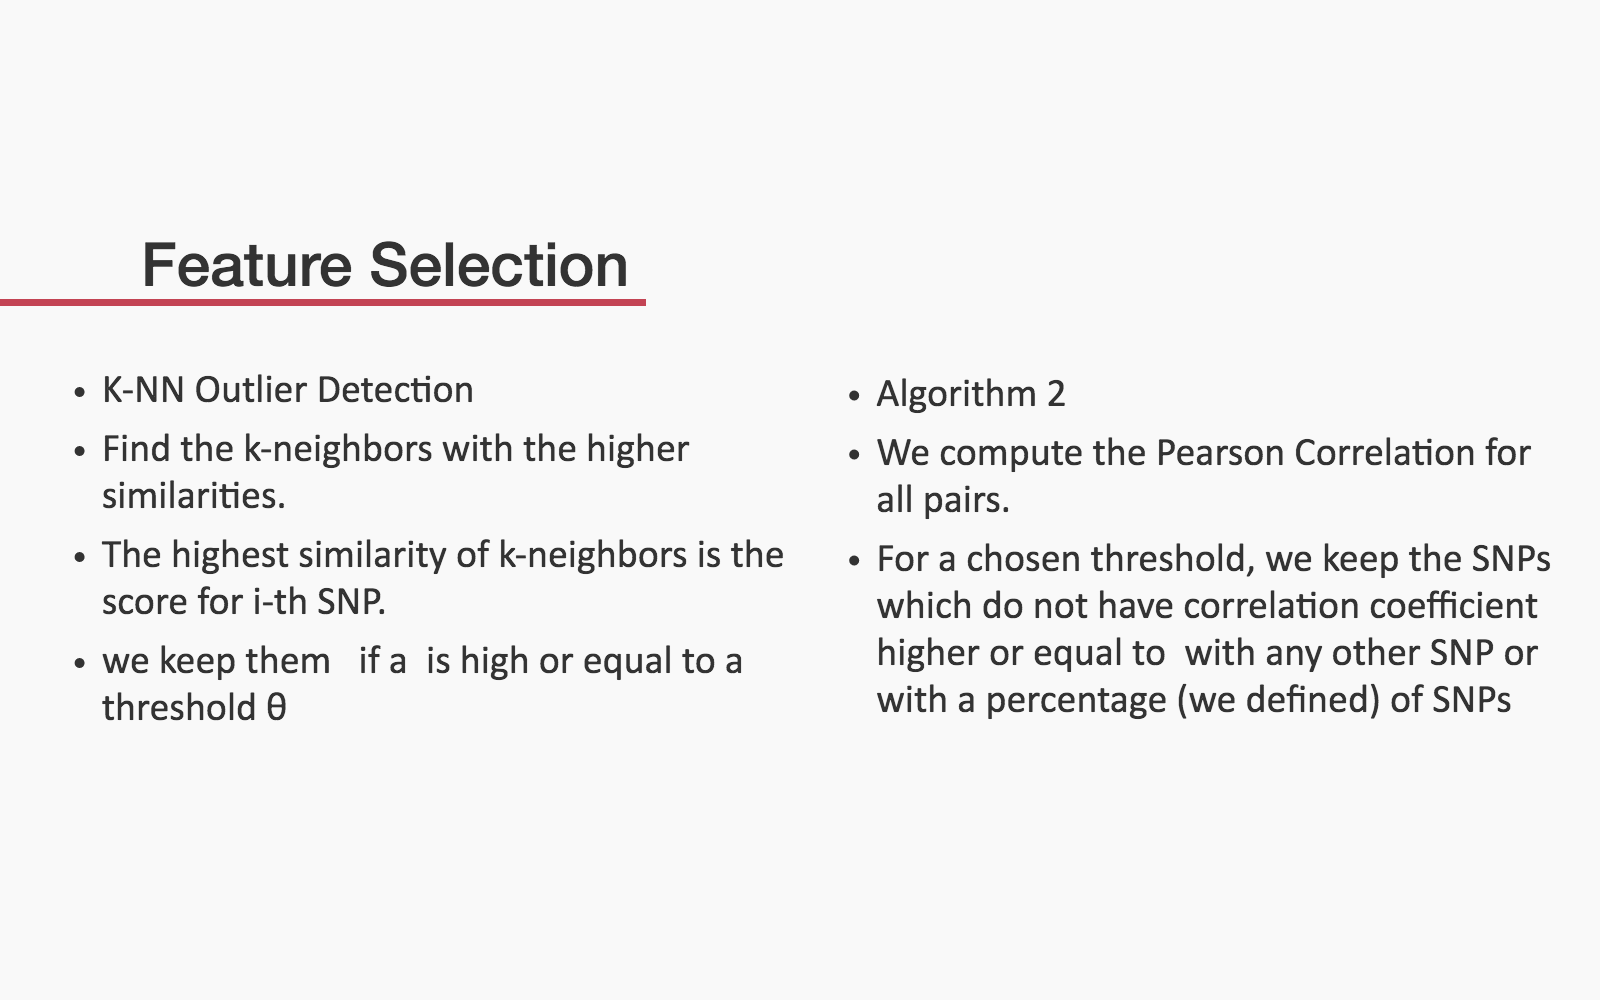 Feature Selection
• K-NN Outlier Detection
• Find the k-neighbors with the higher
similarities.
• The highest similarity of k-neighbors is the
score for i-th SNP.
• we keep them   if a  is high or equal to a
threshold θ
• Algorithm 2
• We compute the Pearson Correlation for
all pairs.
• For a chosen threshold, we keep the SNPs
which do not have correlation coefficient
higher or equal to  with any other SNP or
with a percentage (we defined) of SNPs